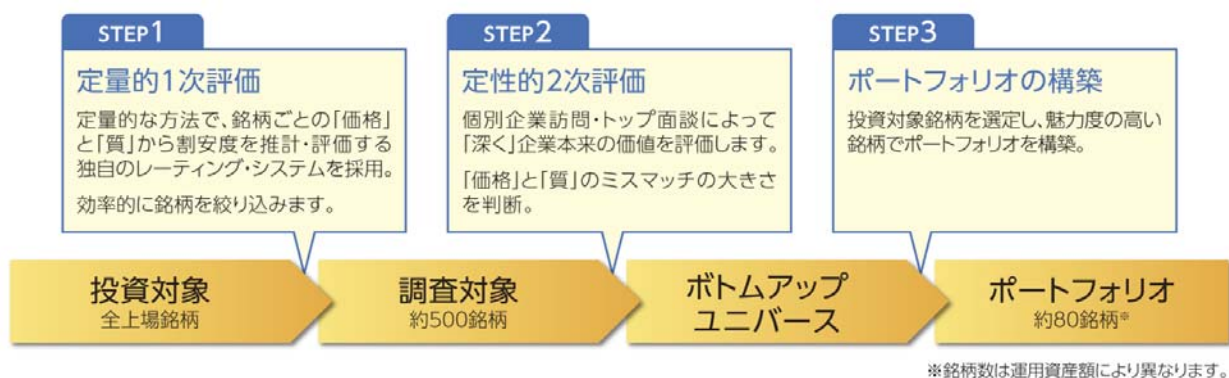 STEP1
定量的1次評価
定量的な方法で、銘柄ごとの「価格」
と「質」から割安度を推計・評価する
独自のレーティング・システムを採用。
効率的に銘柄を絞り込みます。
STEP2
定性的2次評価
個別企業訪問・トップ面談によって
「深く」企業本来の価値を評価します。
「価格」と「質」のミスマッチの大きさ
を判断。
STEP3
ポートフォリオの構築
投資対象銘柄を選定し、魅力度の高い
銘柄でポートフォリオを構築。
投資対象
全上場銘柄
調査対象
約500銘柄
ボトムアップ
ユニバース
ポートフォリオ
約80銘柄※
※銘柄数は運用資産額により異なります。